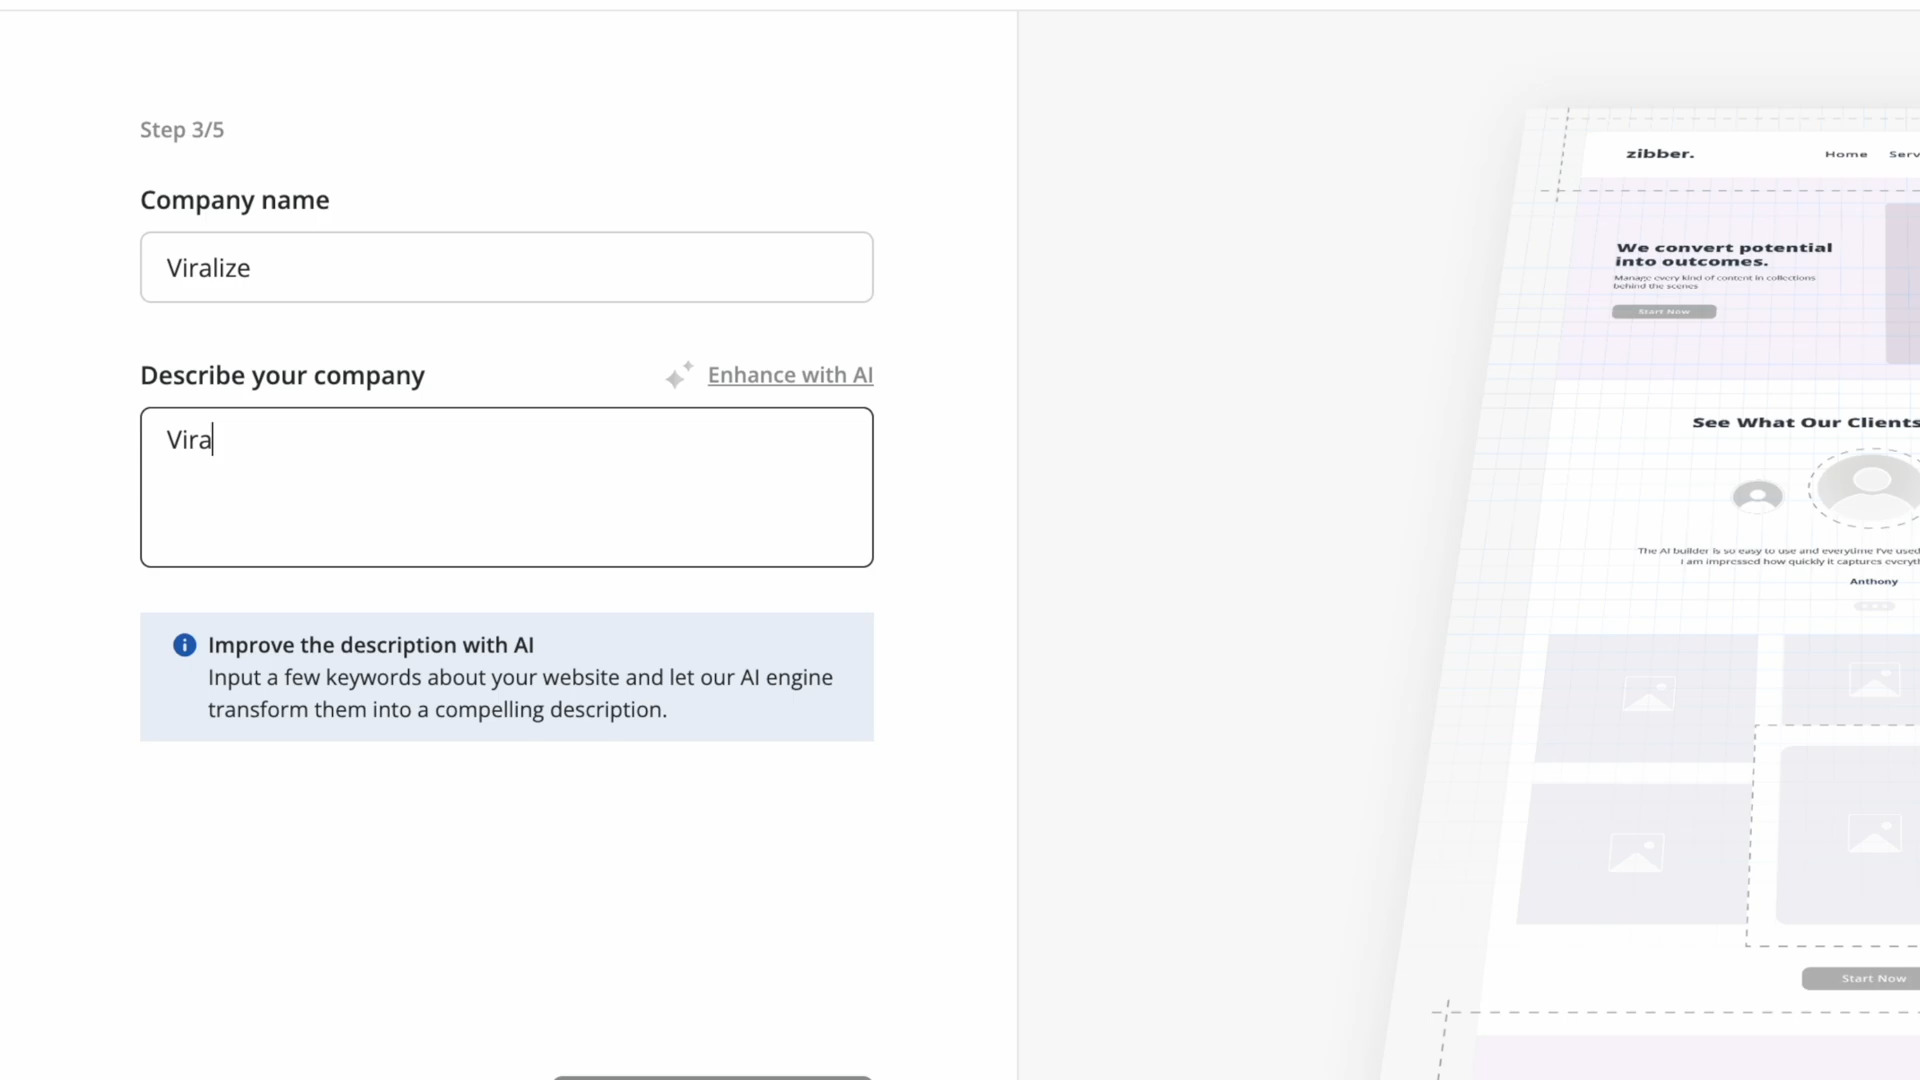 Step 3/5
Company name
Viralize
Describe your company
Enhance with AI
Vira
Improve the description with AI
Input a few keywords about your website and let our AI engine
transform them into a compelling description.
zibber.
Home Serv
We convert potential
into outcomes.
Manage every kind of content in collections
behind the scenes
Start Now
See What Our Clients
The AI builder is so easy to use and everytime I've used
I am impressed how quickly it captures everyth
Anthony
Start Now